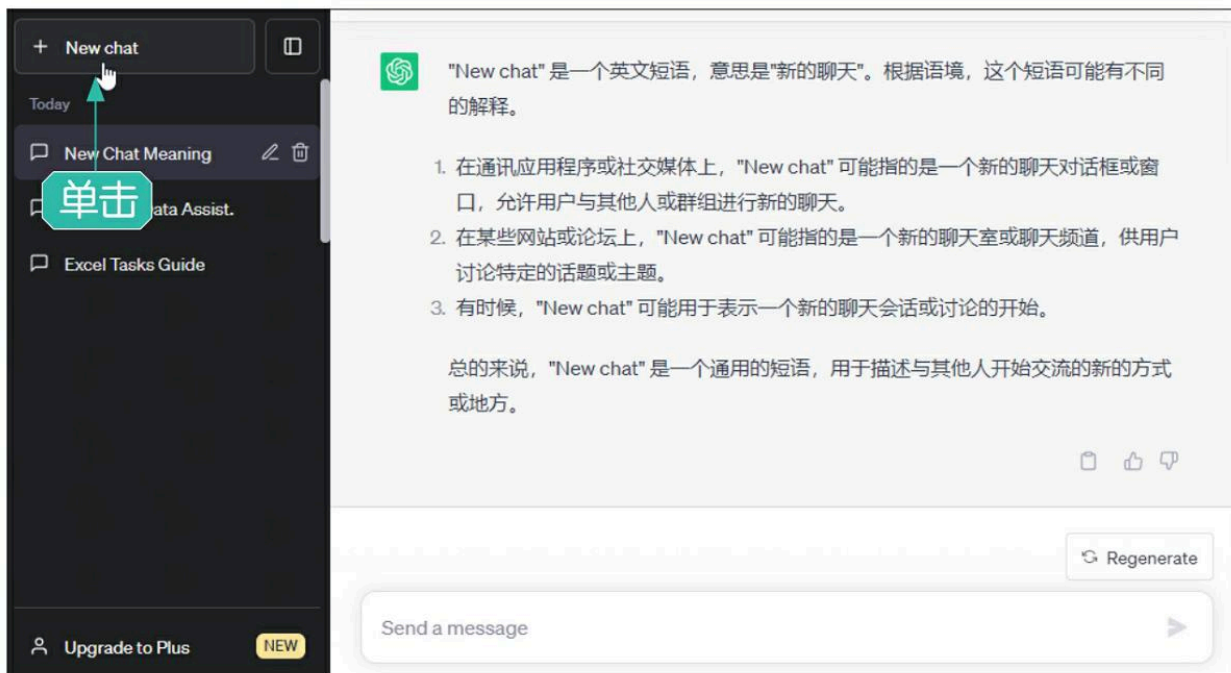 New chat
Today
New Chat Meaning
单击
ata Assist.
Excel Tasks Guide
Upgrade to Plus
NEW
"New chat" 是一个英文短语，意思是"新的聊天"。根据语境，这个短语可能有不同
的解释。
1. 在通讯应用程序或社交媒体上，"New chat" 可能指的是一个新的聊天对话框或窗
口，允许用户与其他人或群组进行新的聊天。
2. 在某些网站或论坛上，"New chat" 可能指的是一个新的聊天室或聊天频道，供用户
讨论特定的话题或主题。
3. 有时候，"New chat" 可能用于表示一个新的聊天会话或讨论的开始。
总的来说，"New chat" 是一个通用的短语，用于描述与其他人开始交流的新的方式
或地方。
Regenerate
Send a message